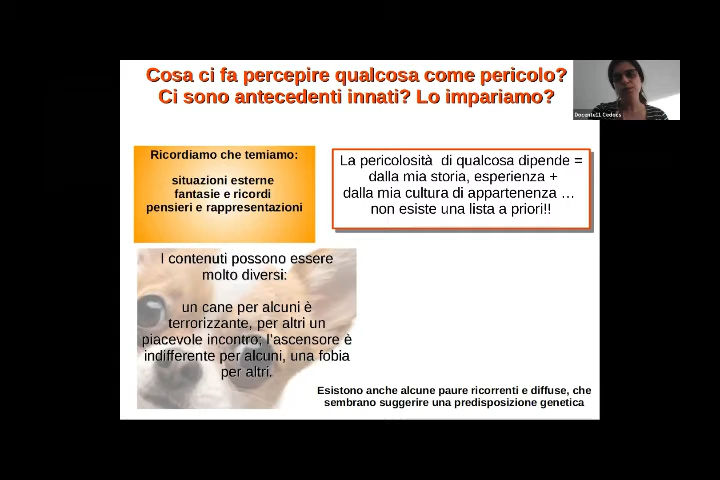 Cosa ci fa percepire qualcosa come pericolo?
Ci sono antecedenti innati? Lo impariamo?
Docente11 Cedocs
Ricordiamo che temiamo:
situazioni esterne
fantasie e ricordi
pensieri e rappresentazioni
La pericolosità di qualcosa dipende =
dalla mia storia, esperienza +
dalla mia cultura di appartenenza …
non esiste una lista a priori!!
I contenuti possono essere
molto diversi:
un cane per alcuni è
terrorizzante, per altri un
piacevole incontro; l'ascensore è
indifferente per alcuni, una fobia
per altri.
Esistono anche alcune paure ricorrenti e diffuse, che
sembrano suggerire una predisposizione genetica